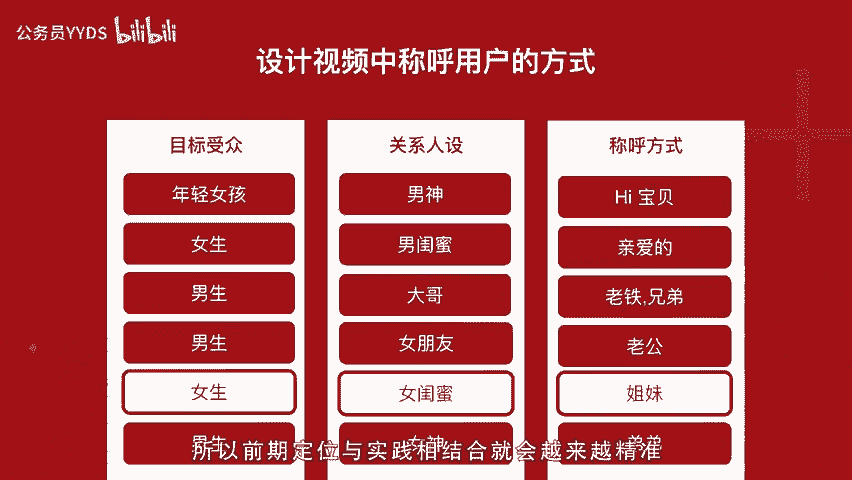 公务员YYDS bilibili
设计视频中称呼用户的方式
目标受众 关系人设 称呼方式
年轻女孩 男神 Hi 宝贝
女生 男闺蜜 亲爱的
男生 大哥 老铁,兄弟
男生 女朋友 老公
女生 女闺蜜 姐妹
男生 女神
所以前期定位与实践相结合就会越来越精准